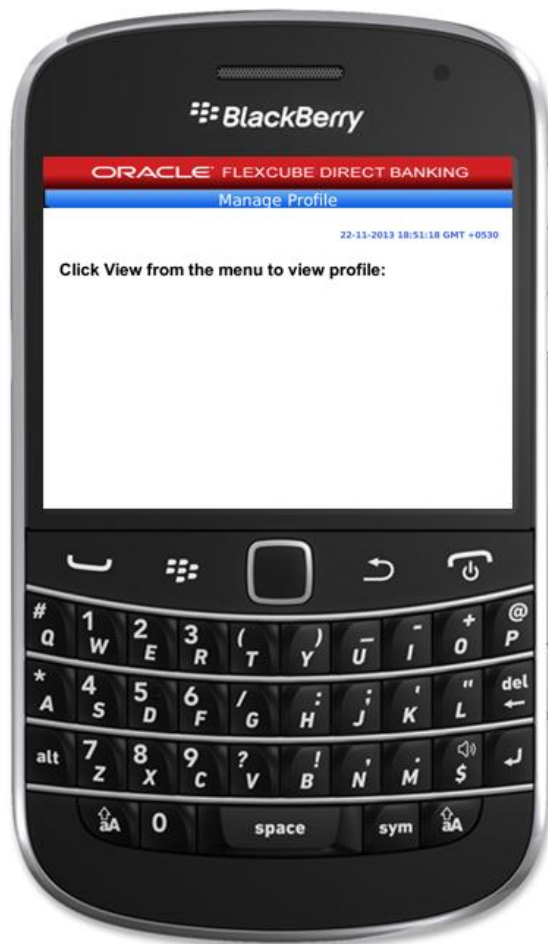 BlackBerry
ORACLE FLEXCUBE DIRECT BANKING
Manage Profile
22-11-2013 18:51:18 GMT +0530
Click View from the menu to view profile:
# 1 2 3 ( ) _ - + @
Q W E R T Y U I O P
* 4 5 6 / : ; ' " del
A S D F G H J K L
alt 7 8 9 ? ! , . $
Z X C V B N M
aA 0 space sym aA